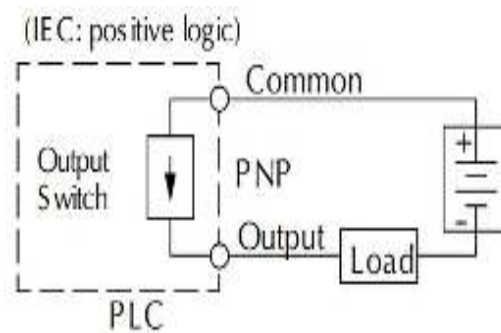 (IEC: positive logic)
Common
+
Output
Switch
PNP
-
Output
Load
PLC